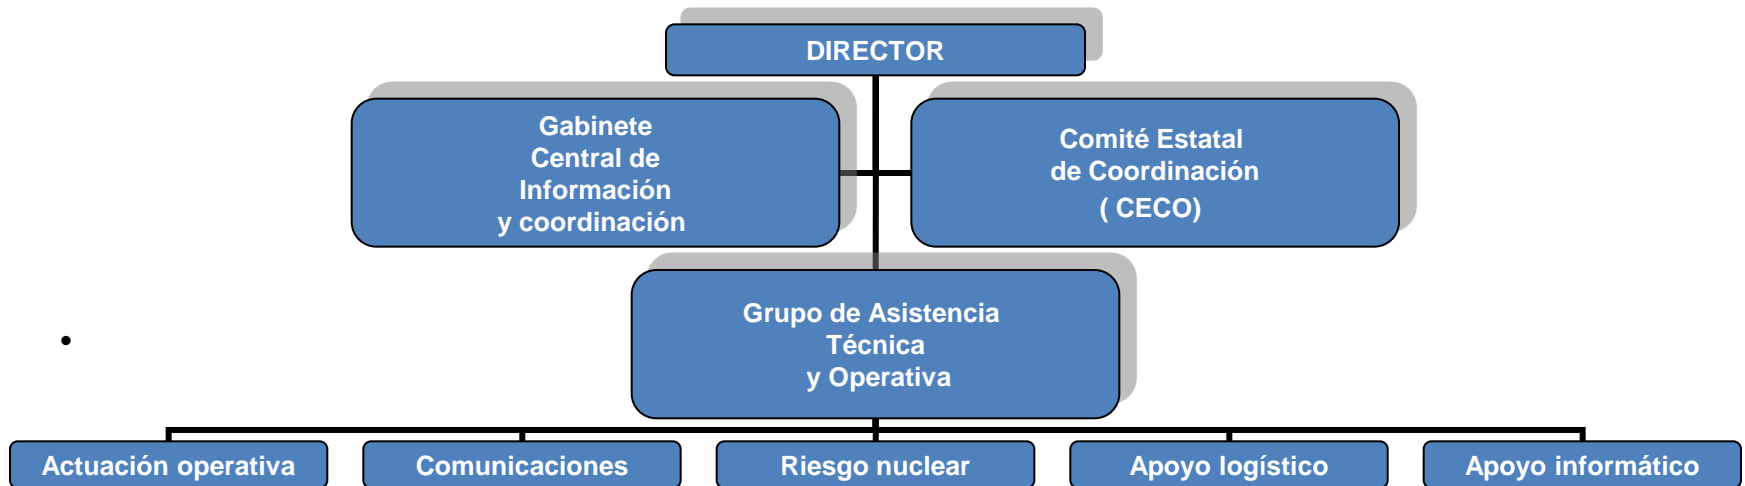 DIRECTOR
Gabinete
Central de
Información
y coordinación
Comité Estatal
de Coordinación
( CECO)
Grupo de Asistencia
Técnica
y Operativa
•
Actuación operativa
Comunicaciones
Riesgo nuclear
Apoyo logístico
Apoyo informático